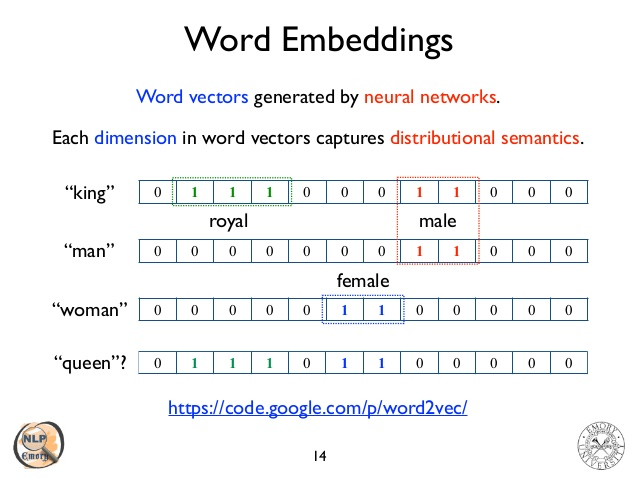 Word Embeddings
Word vectors generated by neural networks.
Each dimension in word vectors captures distributional semantics.
“king” 0 1 1 1 0 0 0 1 1 0 0 0
royal male
“man” 0 0 0 0 0 0 0 1 1 0 0 0
female
“woman” 0 0 0 0 0 1 1 0 0 0 0 0
“queen”? 0 1 1 1 0 1 1 0 0 0 0 0
https://code.google.com/p/word2vec/
NLP
Emory
14
EMORY
UNIVERSITY